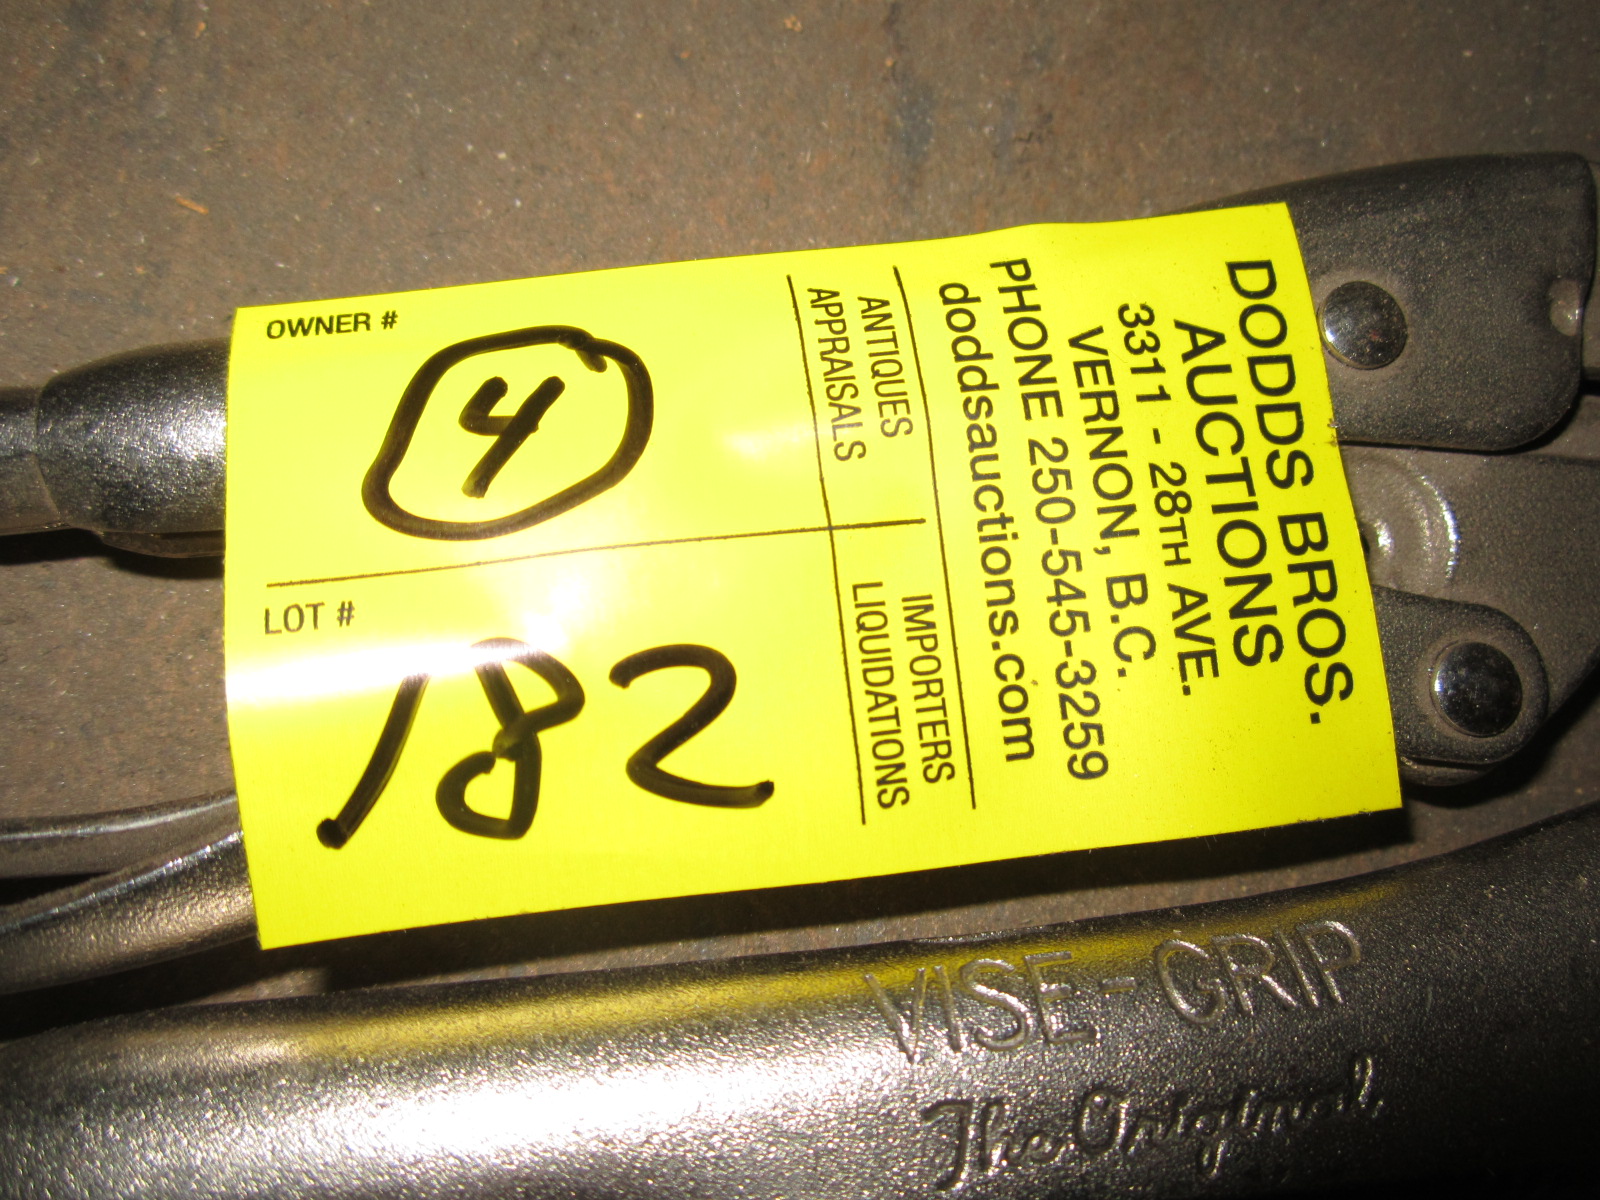 DODDS BROS.
AUCTIONS
3311 - 28TH AVE.
VERNON, B.C.
PHONE 250-545-3259
doddsauctions.com
ANTIQUES
APPRAISALS
IMPORTERS
LIQUIDATIONS
OWNER #
4
LOT #
182
VISE-GRIP
The Original